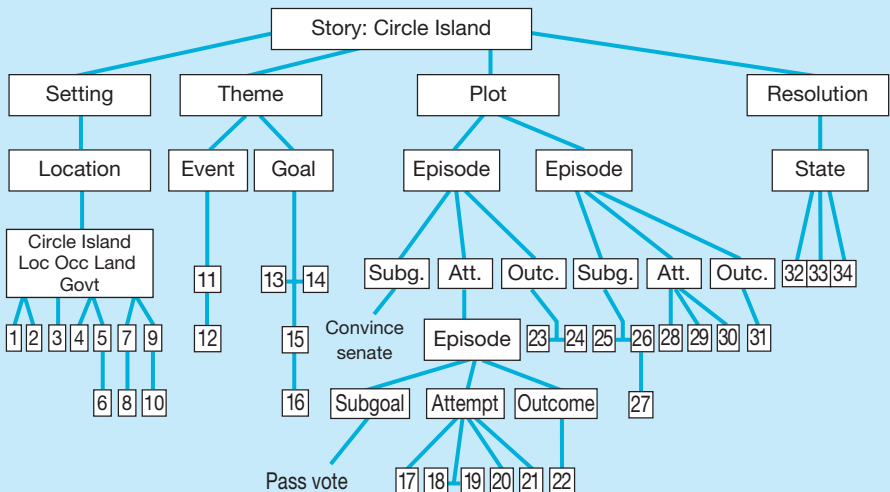 Story: Circle Island
Setting Theme Plot Resolution
Location Event Goal Episode Episode State
Circle Island
Loc Occ Land
Govt
Subg. Att. Outc. Subg. Att. Outc. 32 33 34
11 13 14
Convince
senate
1 2 3 4 5 7 9 12 15 Episode 23 24 25 26 28 29 30 31
6 8 10 16 Subgoal Attempt Outcome 27
Pass vote 17 18 19 20 21 22